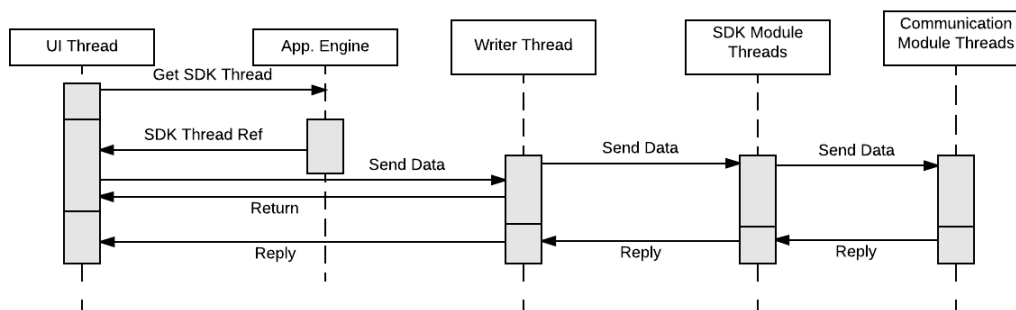 UI Thread
App. Engine
Writer Thread
SDK Module
Threads
Communication
Module Threads
Get SDK Thread
SDK Thread Ref
Send Data
Send Data
Send Data
Return
Reply
Reply
Reply